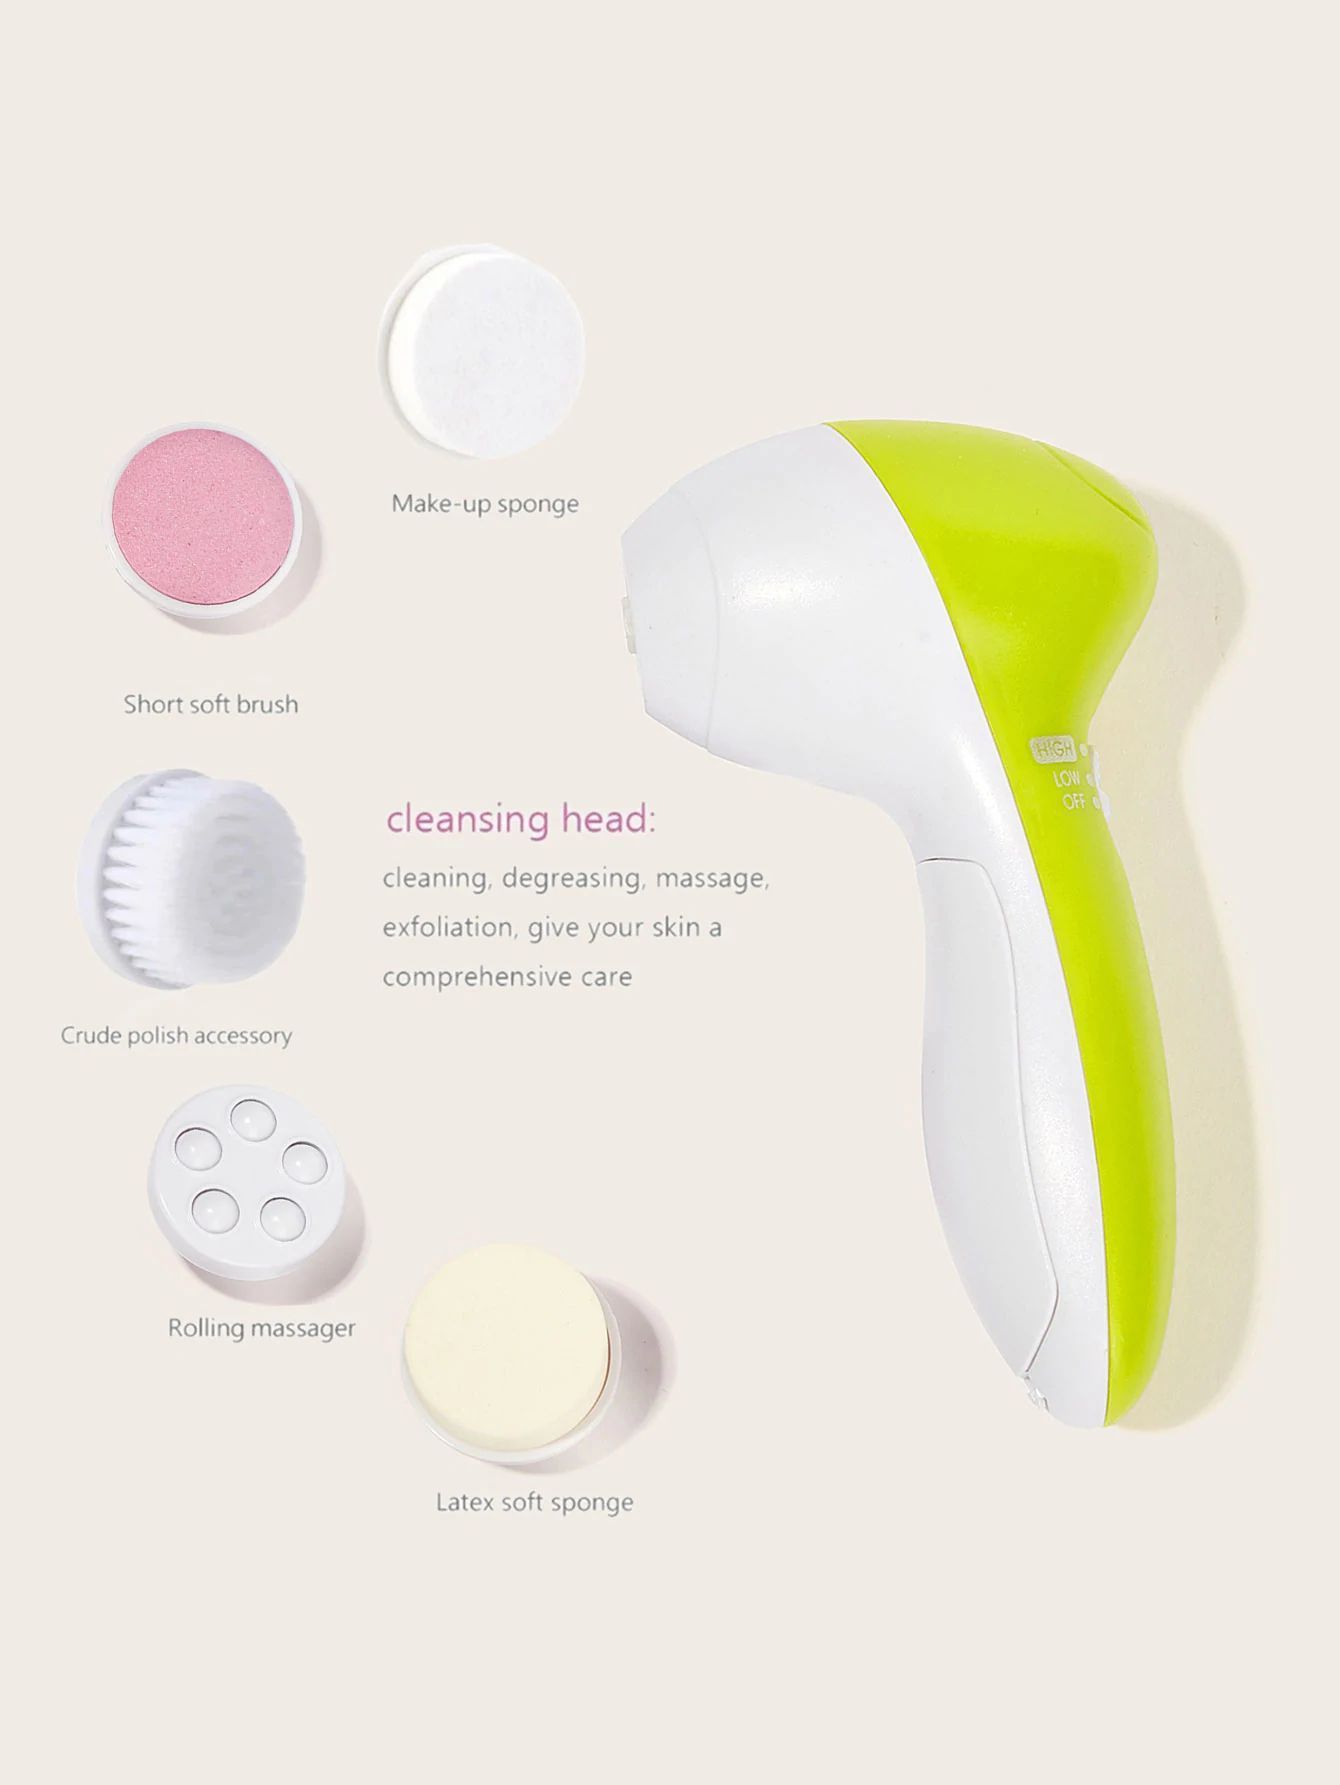 Make-up sponge
Short soft brush
cleansing head:
cleaning, degreasing, massage,
exfoliation, give your skin a
comprehensive care
Crude polish accessory
Rolling massager
Latex soft sponge
HIGH
LOW
OFF